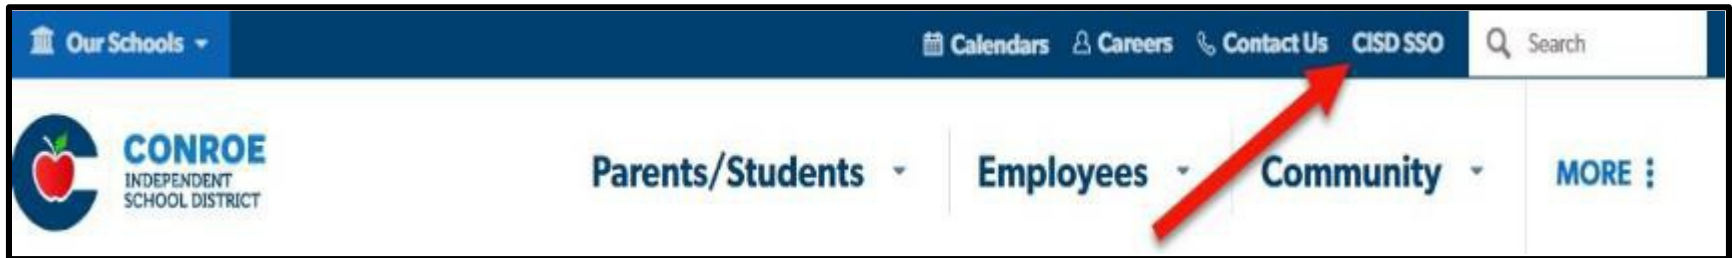 Our Schools
Calendars Careers Contact Us CISD SSO Search
CONROE
INDEPENDENT
SCHOOL DISTRICT
Parents/Students Employees Community MORE